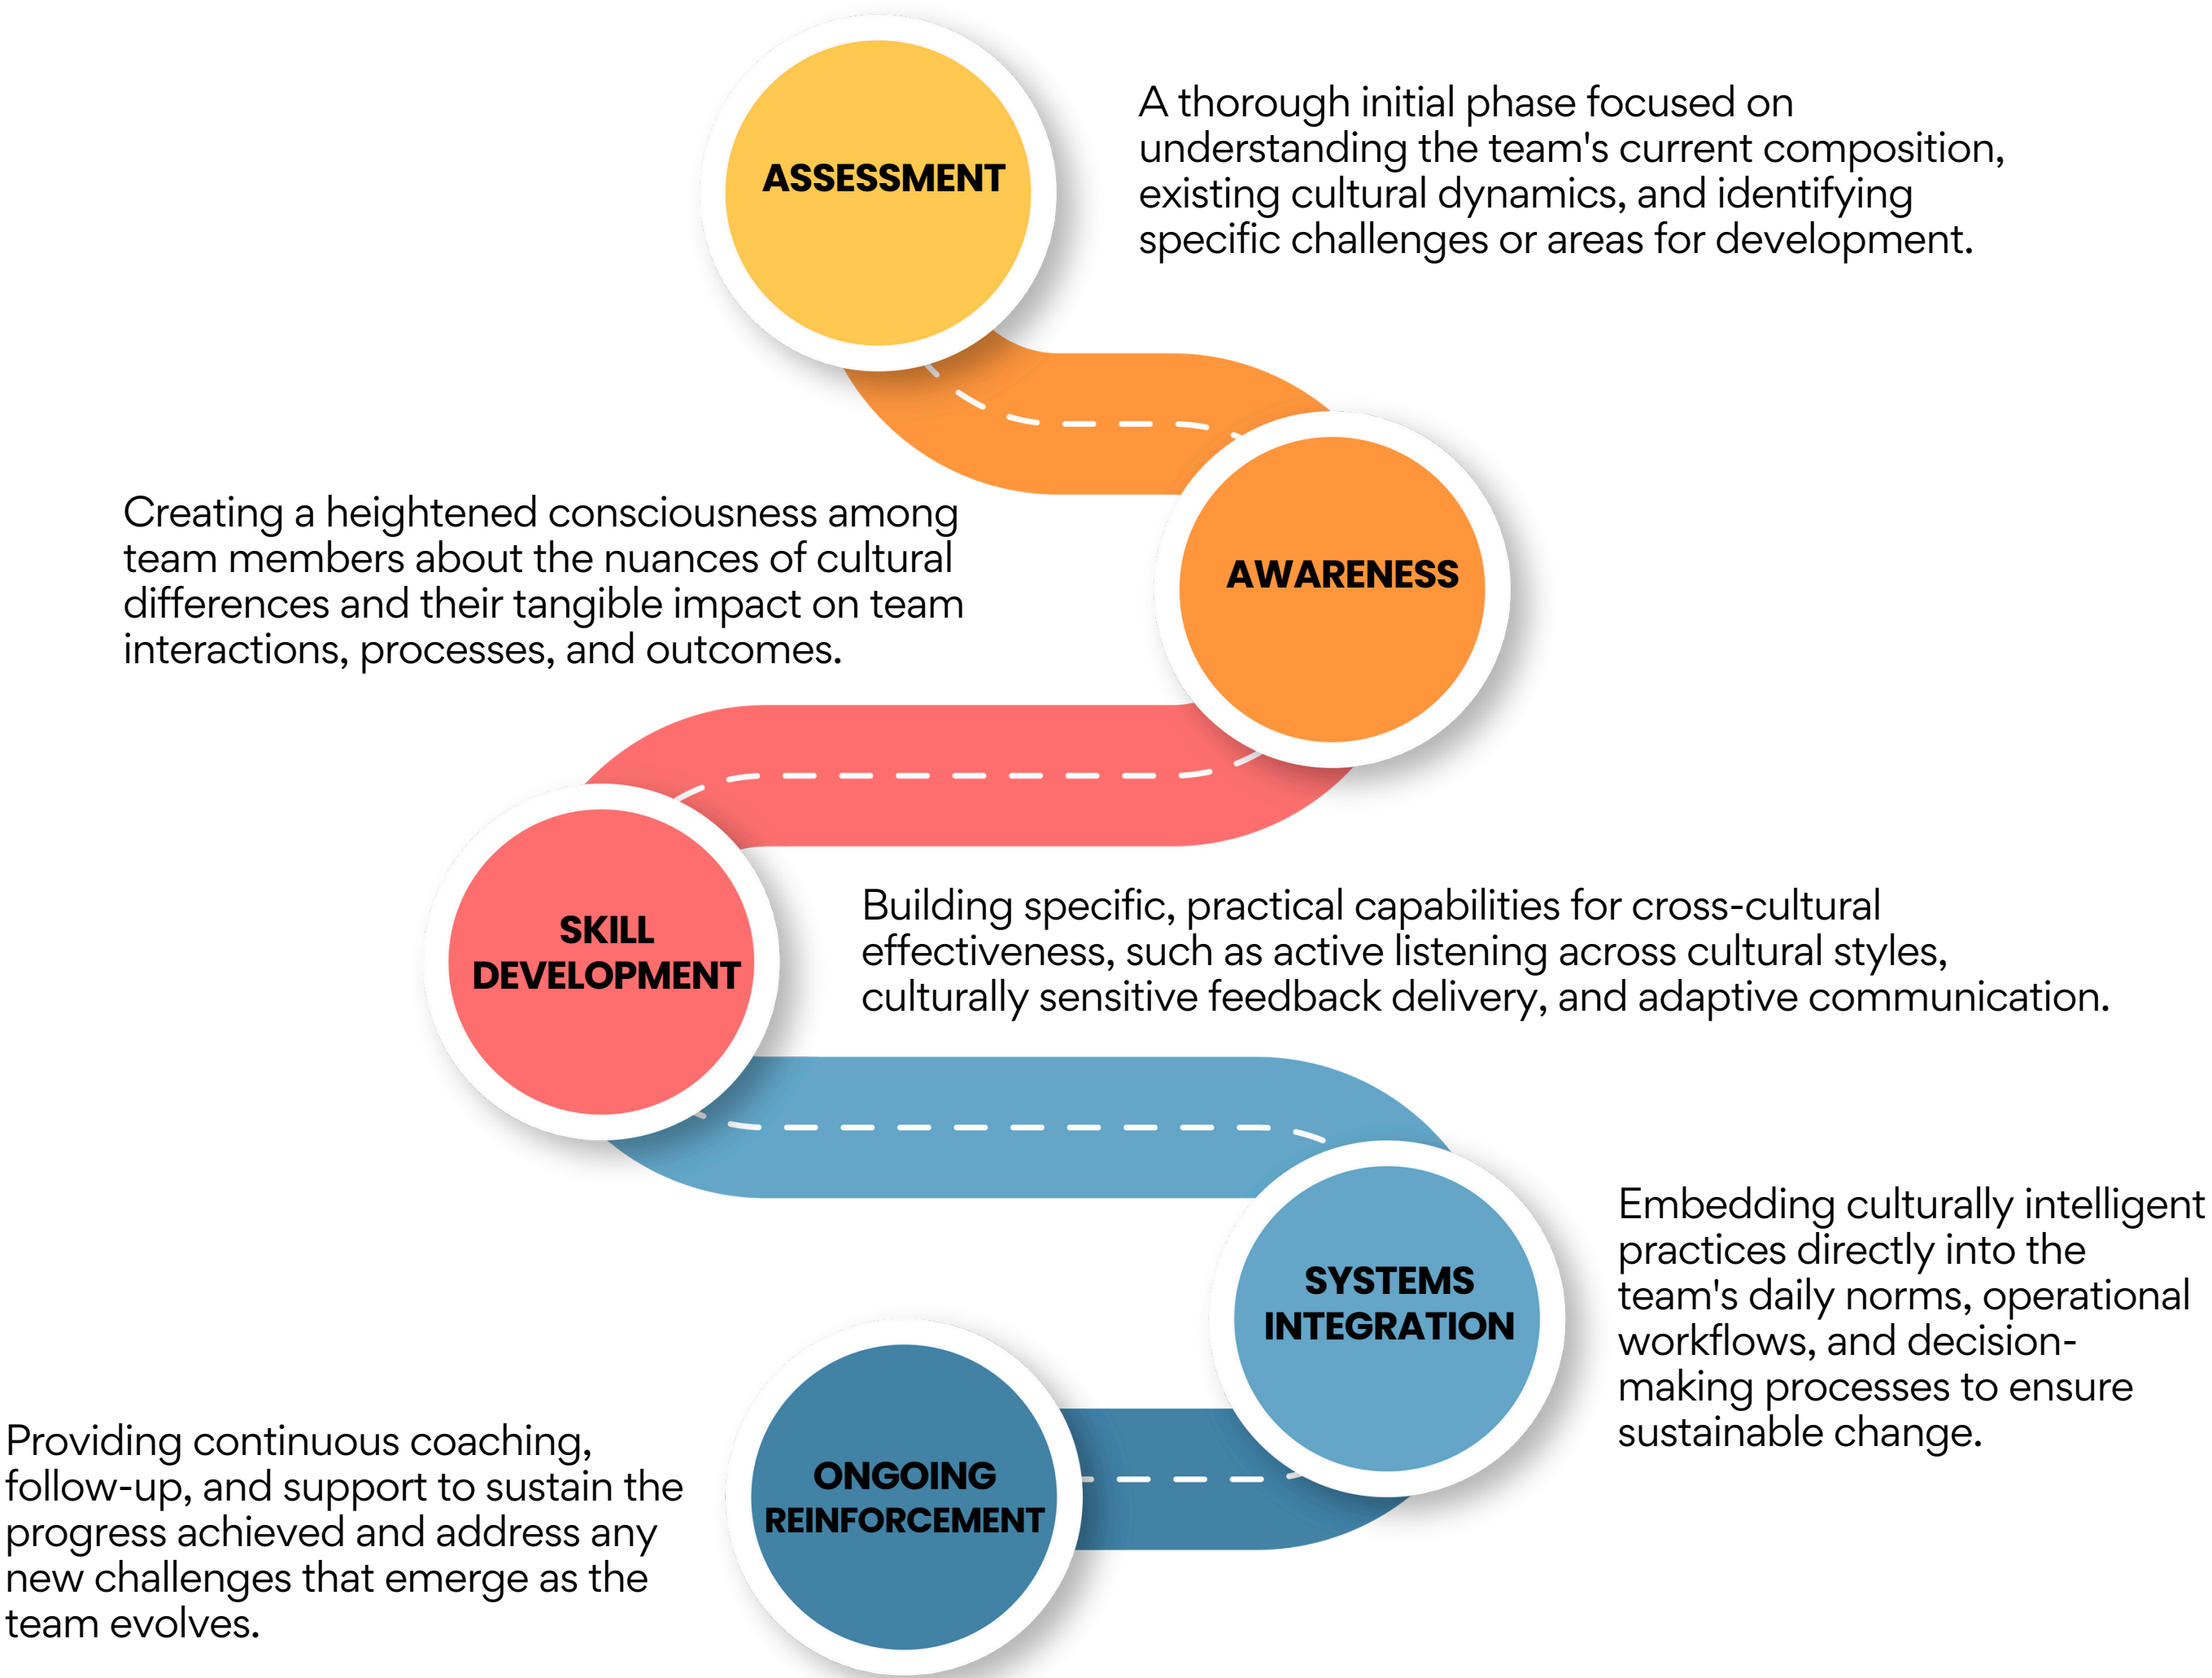 ASSESSMENT
A thorough initial phase focused on
understanding the team's current composition,
existing cultural dynamics, and identifying
specific challenges or areas for development.
AWARENESS
Creating a heightened consciousness among
team members about the nuances of cultural
differences and their tangible impact on team
interactions, processes, and outcomes.
SKILL
DEVELOPMENT
Building specific, practical capabilities for cross-cultural
effectiveness, such as active listening across cultural styles,
culturally sensitive feedback delivery, and adaptive communication.
SYSTEMS
INTEGRATION
Embedding culturally intelligent
practices directly into the
team's daily norms, operational
workflows, and decision-
making processes to ensure
sustainable change.
ONGOING
REINFORCEMENT
Providing continuous coaching,
follow-up, and support to sustain the
progress achieved and address any
new challenges that emerge as the
team evolves.